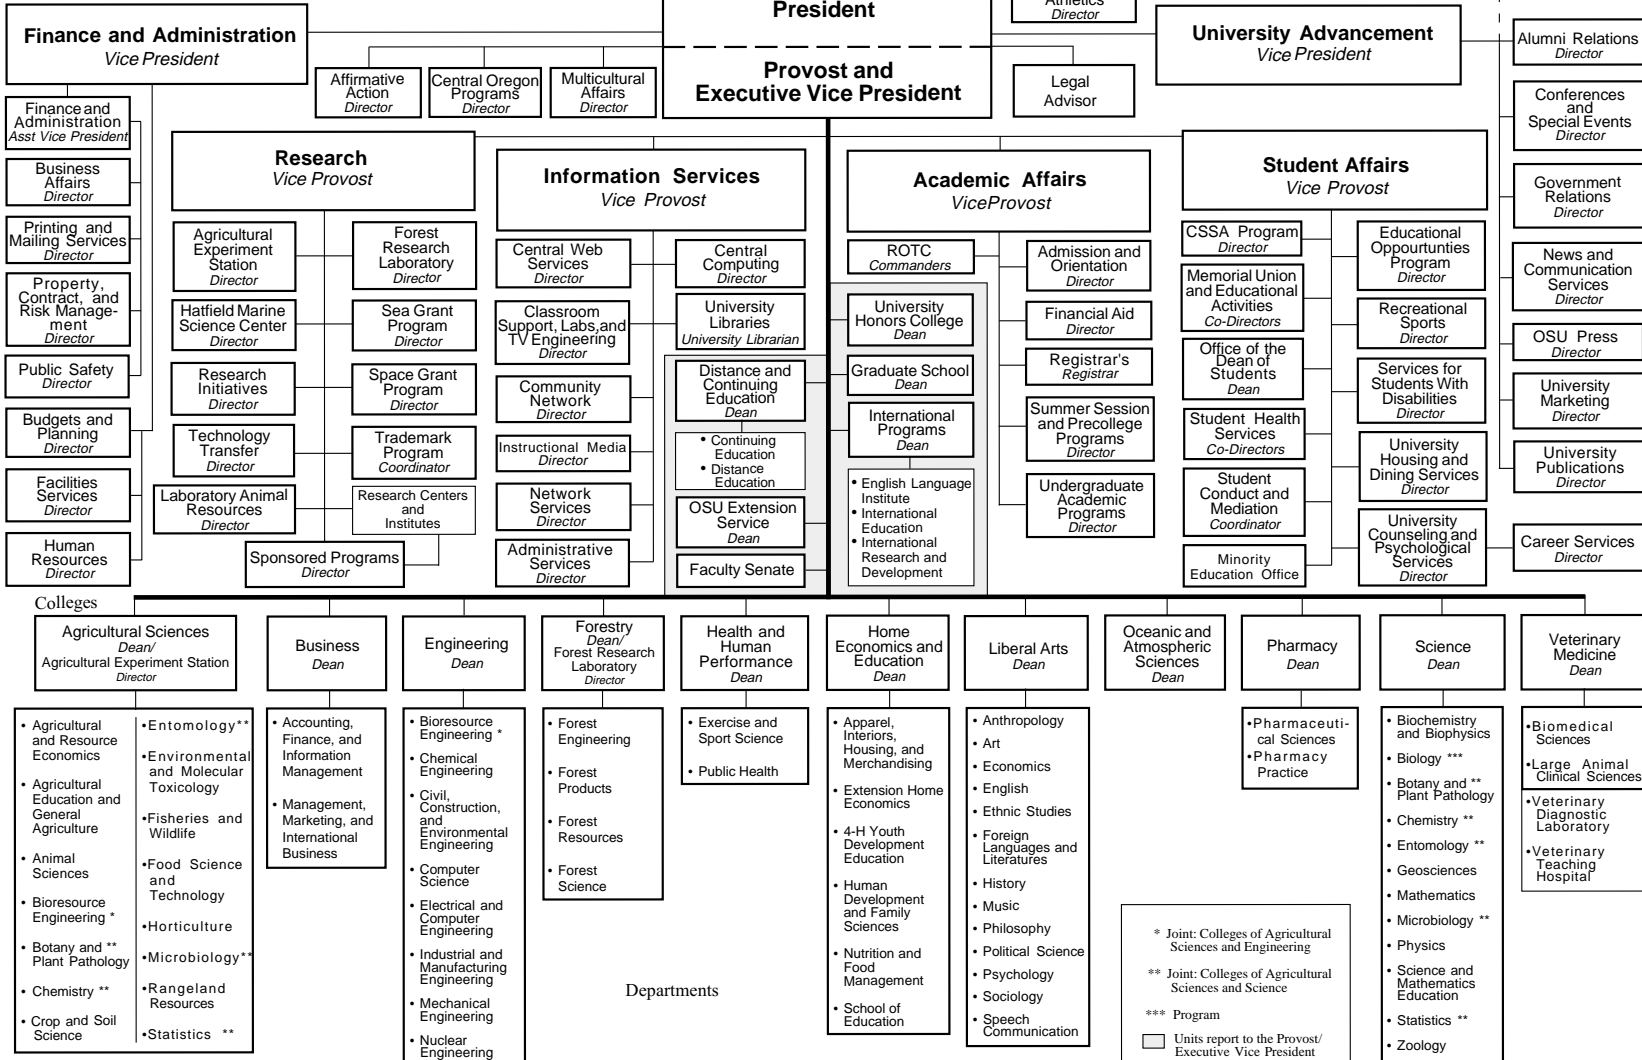 President
Athletics
Director
Finance and Administration
Vice President
University Advancement
Vice President
Alumni Relations
Director
Affirmative
Action
Director
Central Oregon
Programs
Director
Multicultural
Affairs
Director
Provost and
Executive Vice President
Legal
Advisor
Finance and
Administration
Asst Vice President
Business
Affairs
Director
Printing and
Mailing Services
Director
Property,
Contract, and
Risk Manage-
ment
Director
Public Safety
Director
Budgets and
Planning
Director
Facilities
Services
Director
Human
Resources
Director
Research
Vice Provost
Agricultural
Experiment
Station
Director
Forest
Research
Laboratory
Director
Hatfield Marine
Science Center
Director
Sea Grant
Program
Director
Research
Initiatives
Director
Space Grant
Program
Director
Technology
Transfer
Director
Trademark
Program
Coordinator
Laboratory Animal
Resources
Director
Research Centers
and
Institutes
Sponsored Programs
Director
Information Services
Vice Provost
Central Web
Services
Director
Central
Computing
Director
Classroom
Support, Labs,and
TV Engineering
Director
University
Libraries
University Librarian
Community
Network
Director
Distance and
Continuing
Education
Dean
• Continuing
Education
• Distance
Education
Instructional Media
Director
Network
Services
Director
OSU Extension
Service
Dean
Administrative
Services
Director
Faculty Senate
Academic Affairs
ViceProvost
ROTC
Commanders
Admission and
Orientation
Director
University
Honors College
Dean
Financial Aid
Director
Graduate School
Dean
Registrar's
Registrar
International
Programs
Dean
Summer Session
and Precollege
Programs
Director
• English Language
Institute
• International
Education
• International
Research and
Development
Undergraduate
Academic
Programs
Director
Student Affairs
Vice Provost
CSSA Program
Director
Educational
Oppourtunties
Program
Director
Memorial Union
and Educational
Activities
Co-Directors
Recreational
Sports
Director
Office of the
Dean of
Students
Dean
Services for
Students With
Disabilities
Director
Student Health
Services
Co-Directors
University
Housing and
Dining Services
Director
Student
Conduct and
Mediation
Coordinator
University
Counseling and
Psychological
Services
Director
Minority
Education Office
Conferences
and
Special Events
Director
Government
Relations
Director
News and
Communication
Services
Director
OSU Press
Director
University
Marketing
Director
University
Publications
Director
Career Services
Director
Colleges
Agricultural Sciences
Dean/
Agricultural Experiment Station
Director
Business
Dean
Engineering
Dean
Forestry
Dean/
Forest Research
Laboratory
Director
Health and
Human
Performance
Dean
Home
Economics and
Education
Dean
Liberal Arts
Dean
Oceanic and
Atmospheric
Sciences
Dean
Pharmacy
Dean
Science
Dean
Veterinary
Medicine
Dean
• Agricultural
and Resource
Economics
• Agricultural
Education and
General
Agriculture
• Animal
Sciences
• Bioresource
Engineering *
• Botany and **
Plant Pathology
• Chemistry **
• Crop and Soil
Science
•Entomology**
•Environmental
and Molecular
Toxicology
•Fisheries and
Wildlife
•Food Science
and
Technology
•Horticulture
•Microbiology**
•Rangeland
Resources
•Statistics **
• Accounting,
Finance, and
Information
Management
• Management,
Marketing, and
International
Business
• Bioresource
Engineering *
• Chemical
Engineering
• Civil,
Construction,
and
Environmental
Engineering
• Computer
Science
• Electrical and
Computer
Engineering
• Industrial and
Manufacturing
Engineering
• Mechanical
Engineering
• Nuclear
Engineering
• Forest
Engineering
• Forest
Products
• Forest
Resources
• Forest
Science
• Exercise and
Sport Science
• Public Health
Departments
• Apparel,
Interiors,
Housing, and
Merchandising
• Extension Home
Economics
• 4-H Youth
Development
Education
• Human
Development
and Family
Sciences
• Nutrition and
Food
Management
• School of
Education
• Anthropology
• Art
• Economics
• English
• Ethnic Studies
• Foreign
Languages and
Literatures
• History
• Music
• Philosophy
• Political Science
• Psychology
• Sociology
• Speech
Communication
•Pharmaceuti-
cal Sciences
•Pharmacy
Practice
• Biochemistry
and Biophysics
• Biology ***
• Botany and **
Plant Pathology
• Chemistry **
• Entomology **
• Geosciences
• Mathematics
• Microbiology **
• Physics
• Science and
Mathematics
Education
• Statistics **
• Zoology
•Biomedical
Sciences
•Large Animal
Clinical Sciences
•Veterinary
Diagnostic
Laboratory
•Veterinary
Teaching
Hospital
* Joint: Colleges of Agricultural
Sciences and Engineering
** Joint: Colleges of Agricultural
Sciences and Science
*** Program
Units report to the Provost/
Executive Vice President